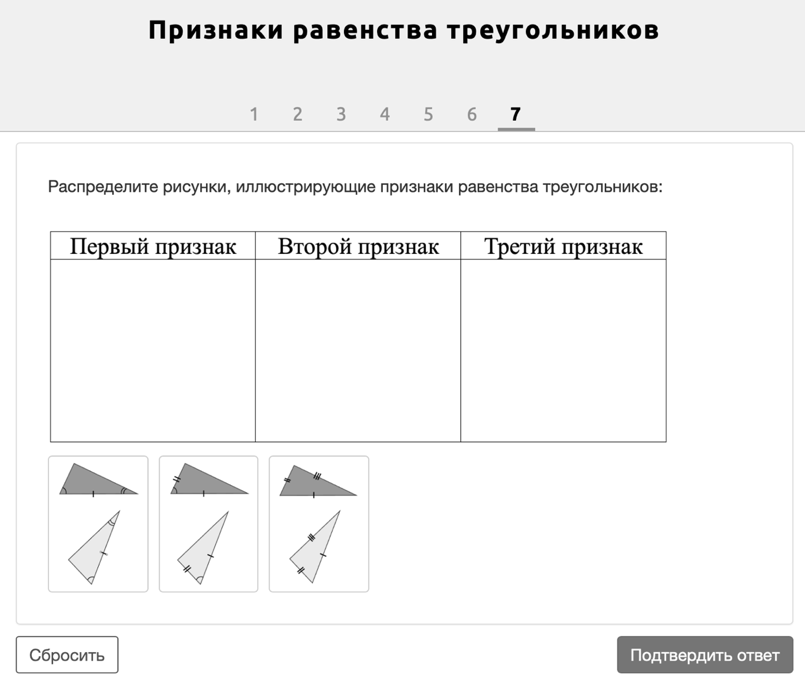 Признаки равенства треугольников
1 2 3 4 5 6 7
Распределите рисунки, иллюстрирующие признаки равенства треугольников:
Первый признак Второй признак Третий признак
Сбросить Подтвердить ответ